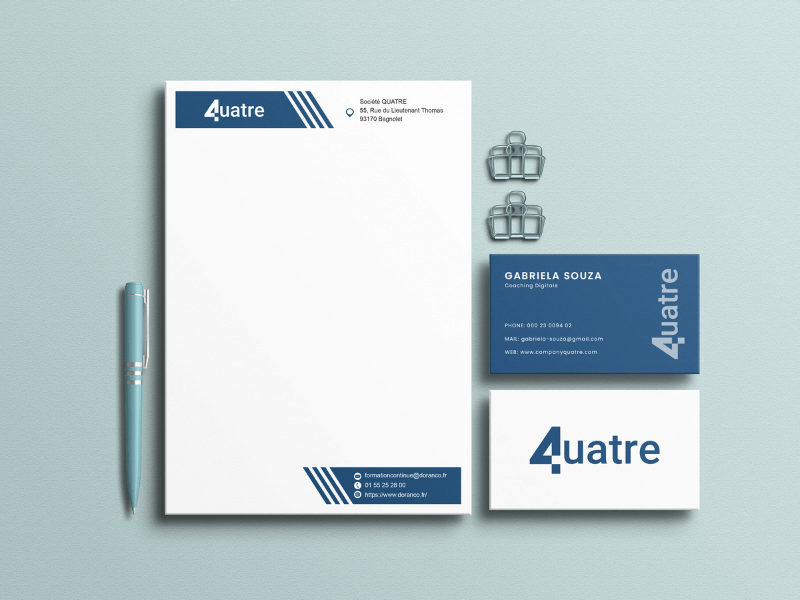 4uatre
Société QUATRE
55, Rue du Lieutenant Thomas
93170 Bagnolet
formationcontinue@doranco.fr
01 55 25 28 00
https://www.doranco.fr/
GABRIELA SOUZA
Coaching Digitale
PHONE: 000 23 0094 02
MAIL: gabriela-souza@gmail.com
WEB: www.companyquatre.com
4uatre
4uatre